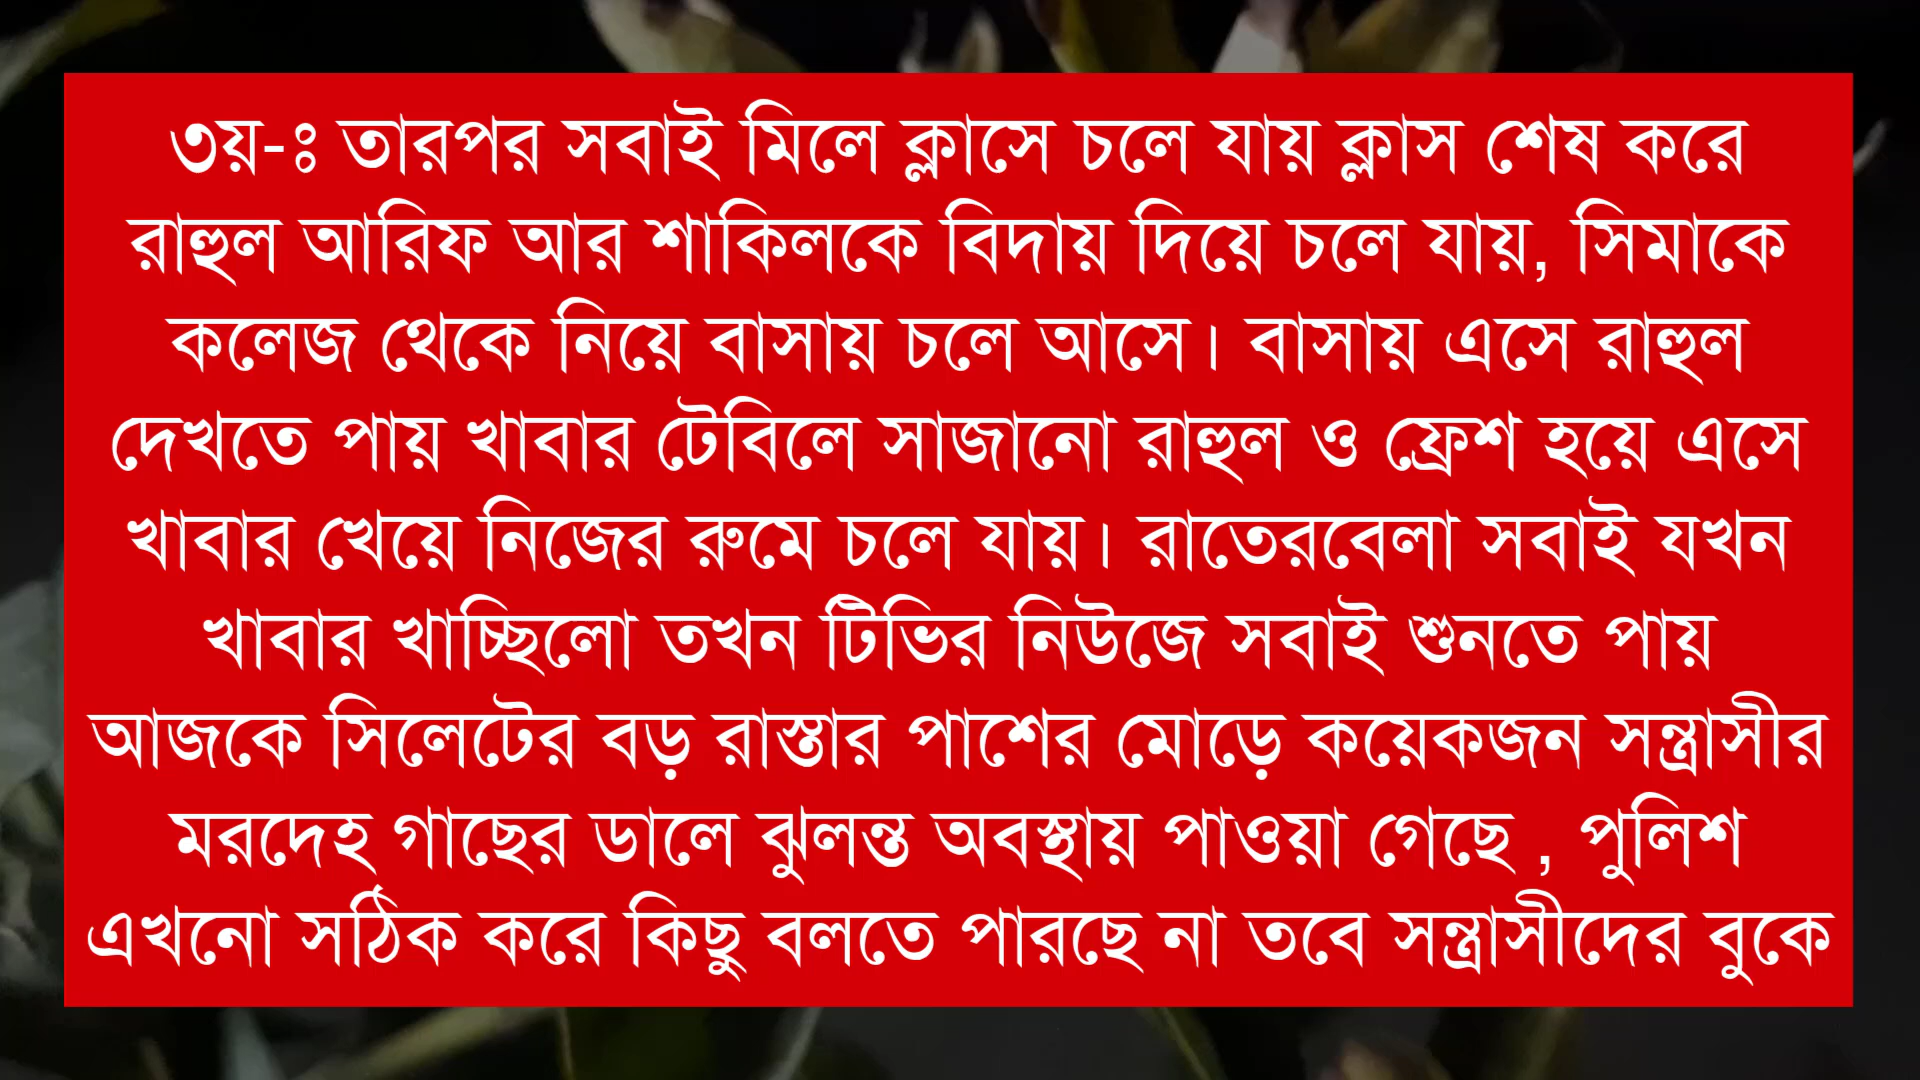 ৩য়-ঃ তারপর সবাই মিলে ক্লাসে চলে যায় ক্লাস শেষ করে
রাহুল আরিফ আর শাকিলকে বিদায় দিয়ে চলে যায়, সিমাকে
কলেজ থেকে নিয়ে বাসায় চলে আসে। বাসায় এসে রাহুল
দেখতে পায় খাবার টেবিলে সাজানো রাহুল ও ফ্রেশ হয়ে এসে
খাবার খেয়ে নিজের রুমে চলে যায়। রাতেরবেলা সবাই যখন
খাবার খাচ্ছিলো তখন টিভির নিউজে সবাই শুনতে পায়
আজকে সিলেটের বড় রাস্তার পাশের মোড়ে কয়েকজন সন্ত্রাসীর
মরদেহ গাছের ডালে ঝুলন্ত অবস্থায় পাওয়া গেছে , পুলিশ
এখনো সঠিক করে কিছু বলতে পারছে না তবে সন্ত্রাসীদের বুকে